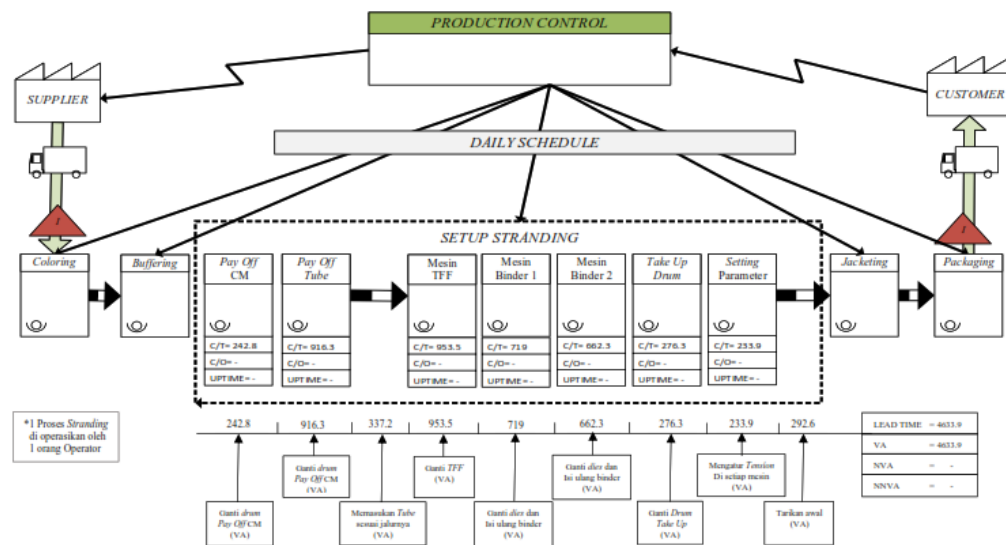 PRODUCTION CONTROL
SUPPLIER
CUSTOMER
DAILY SCHEDULE
I
I
SETUP STRANDING
Coloring
Buffering
Pay Off
CM
C/T= 242.8
C/O= -
UPTIME= -
Pay Off
Tube
C/T= 916.3
C/O= -
UPTIME= -
Mesin
TFF
C/T= 953.5
C/O= -
UPTIME= -
Mesin
Binder 1
C/T= 719
C/O= -
UPTIME= -
Mesin
Binder 2
C/T= 662.3
C/O= -
UPTIME= -
Take Up
Drum
C/T= 276.3
C/O= -
UPTIME= -
Setting
Parameter
C/T= 233.9
C/O= -
UPTIME= -
Jacketing
Packaging
*1 Proses Stranding
di operasikan oleh
1 orang Operator
242.8
916.3
337.2
953.5
719
662.3
276.3
233.9
292.6
Ganti drum
Pay Off CM
(VA)
Ganti drum
Pay Off CM
(VA)
Memasukan Tube
sesuai jalurnya
(VA)
Ganti TFF
(VA)
Ganti dies dan
Isi ulang binder
(VA)
Ganti dies dan
Isi ulang binder
(VA)
Ganti Drum
Take Up
(VA)
Mengatur Tension
Di setiap mesin
(VA)
Tarikan awal
(VA)
LEAD TIME = 4633.9
VA = 4633.9
NVA = -
NNVA = -